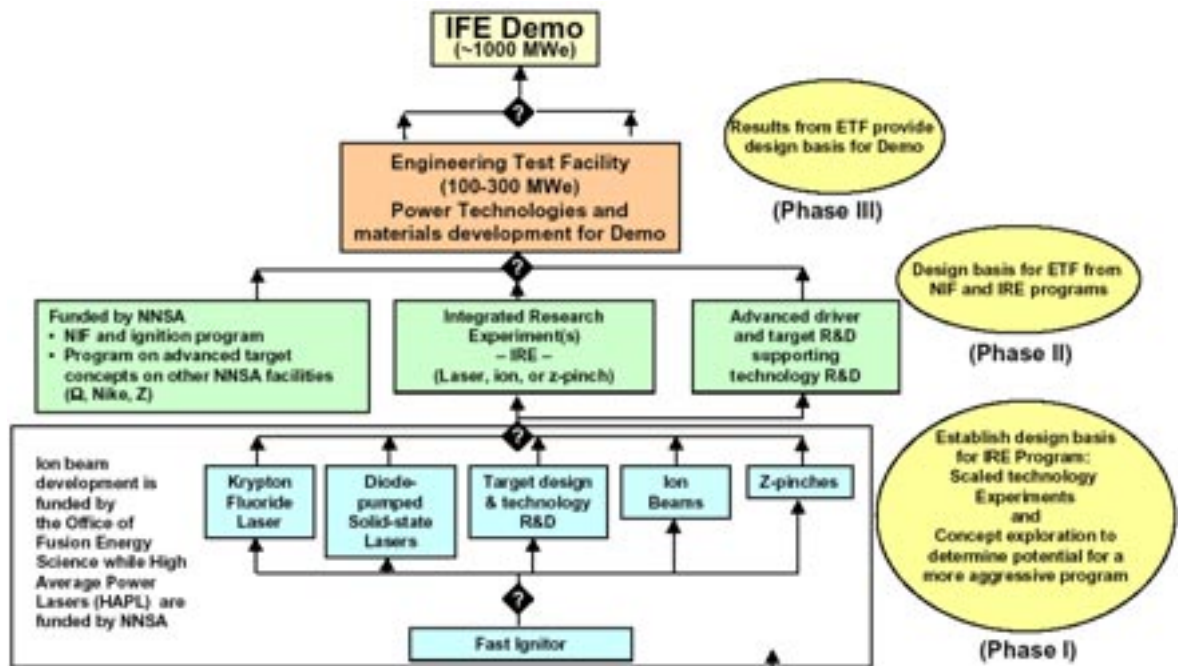 IFE Demo
(~1000 MWe)
?
Results from ETF provide
design basis for Demo
(Phase III)
Engineering Test Facility
(100-300 MWe)
Power Technologies and
materials development for Demo
?
Design basis for ETF from
NIF and IRE programs
(Phase II)
Funded by NNSA
• NIF and ignition program
• Program on advanced target
concepts on other NNSA facilities
(Ω, Nike, Z)
Integrated Research
Experiment(s)
– IRE –
(Laser, ion, or z-pinch)
Advanced driver
and target R&D
supporting
technology R&D
?
Ion beam
development is
funded by
the Office of
Fusion Energy
Science while High
Average Power
Lasers (HAPL) are
funded by NNSA
Krypton
Fluoride
Laser
Diode-
pumped
Solid-state
Lasers
Target design
& technology
R&D
Ion
Beams
Z-pinches
?
Fast Ignitor
Establish design basis
for IRE Program:
Scaled technology
Experiments
and
Concept exploration to
determine potential for a
more aggressive program
(Phase I)